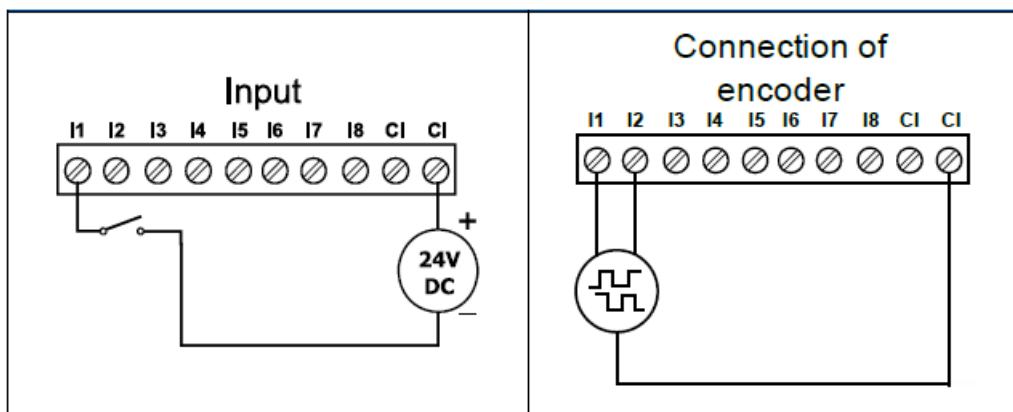 Input
I1 I2 I3 I4 I5 I6 I7 I8 CI CI
+
24V
DC
–
Connection of
encoder
I1 I2 I3 I4 I5 I6 I7 I8 CI CI